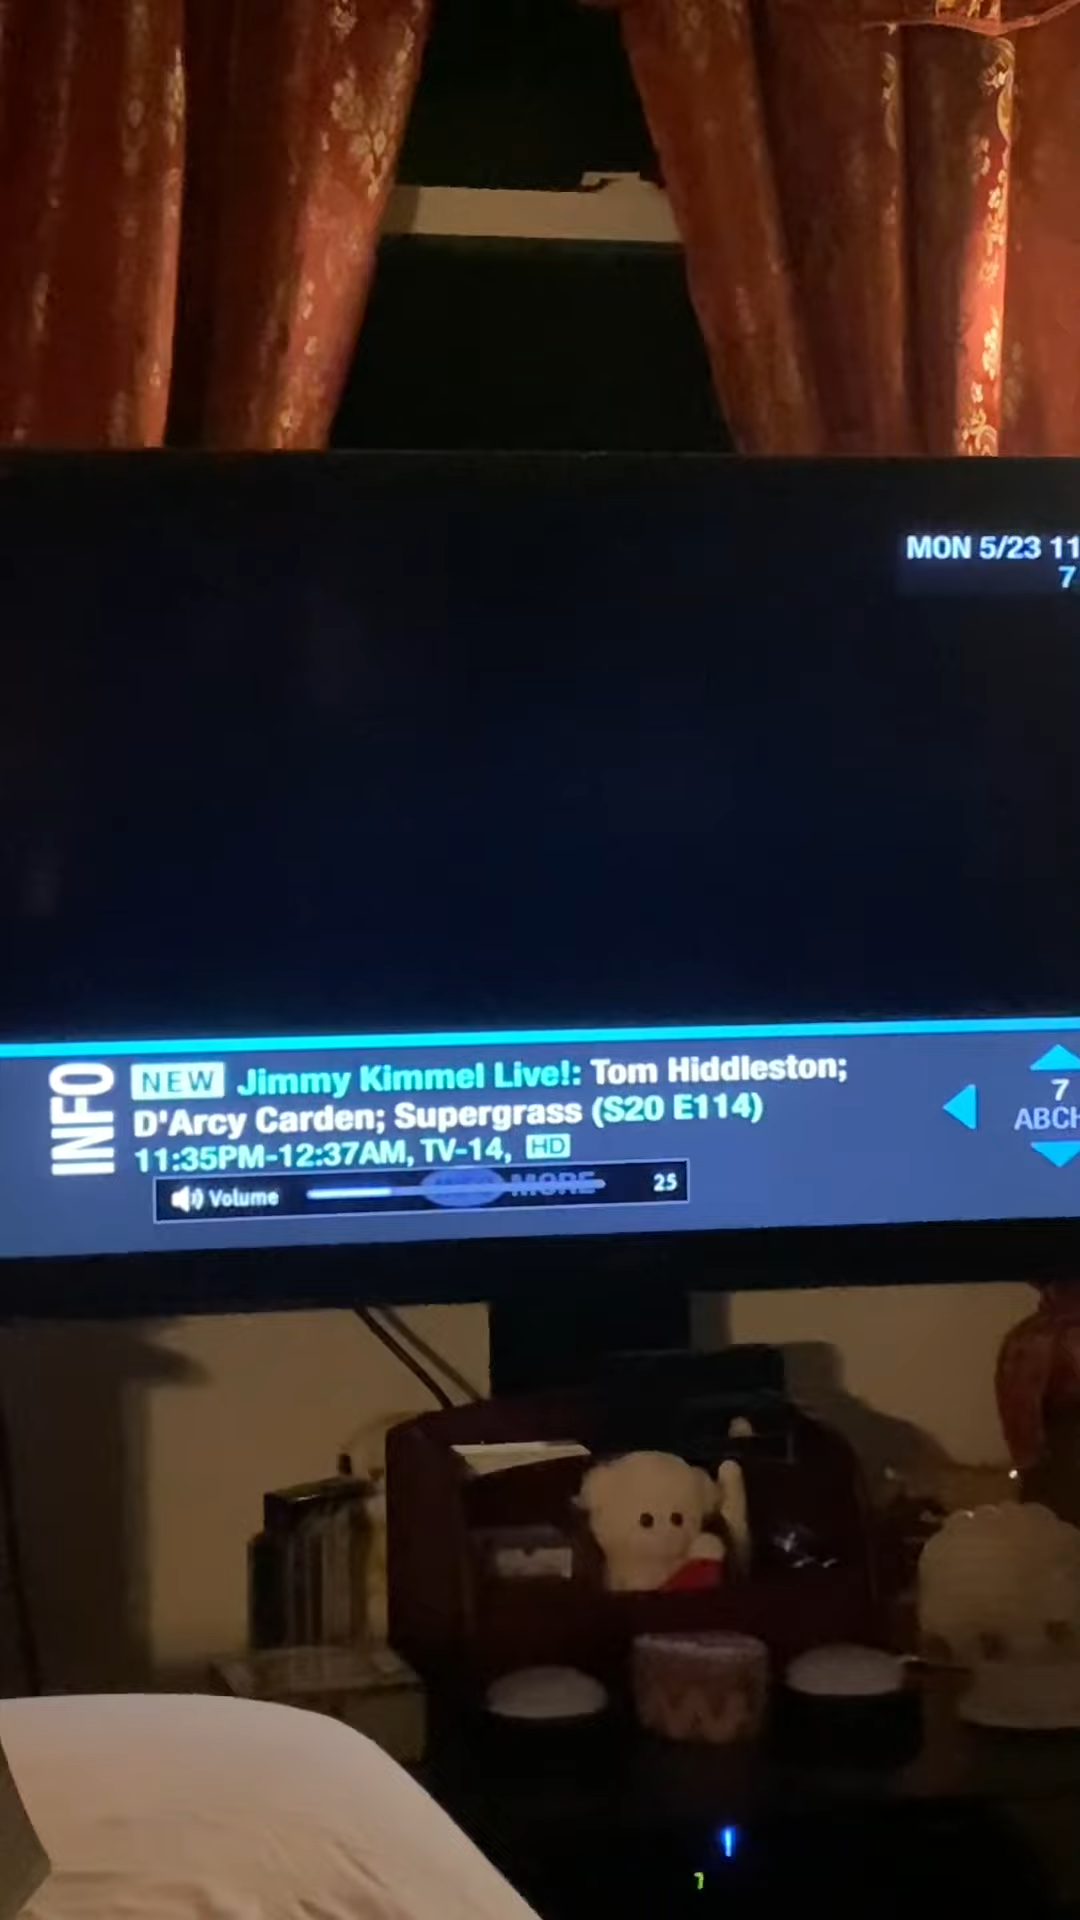 MON 5/23 11
7
INFO
NEW Jimmy Kimmel Live!: Tom Hiddleston;
D'Arcy Carden; Supergrass (S20 E114)
11:35PM-12:37AM, TV-14, HD
7
ABCH
Volume MORE 25
7